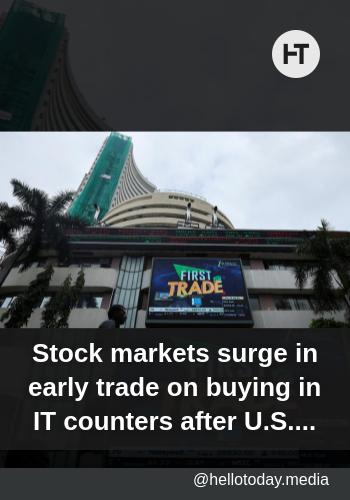 HT
FIRST
TRADE
Stock markets surge in
early trade on buying in
IT counters after U.S....
@hellotoday.media